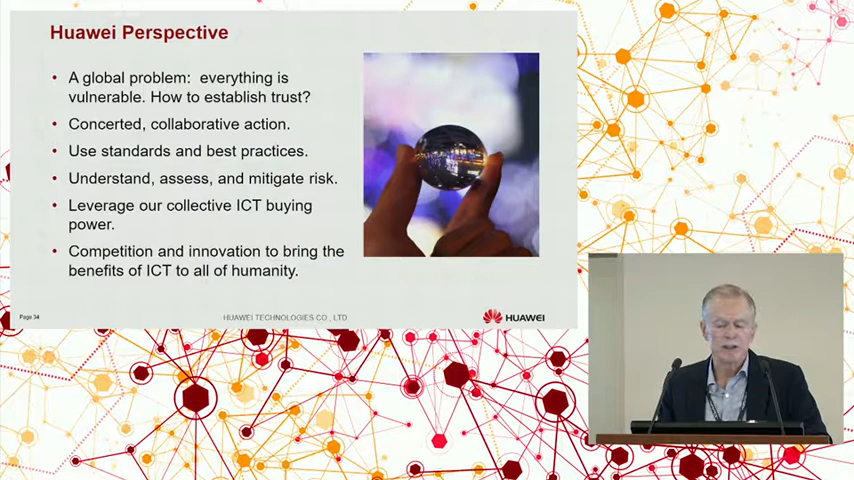 Huawei Perspective
• A global problem: everything is
vulnerable. How to establish trust?
• Concerted, collaborative action.
• Use standards and best practices.
• Understand, assess, and mitigate risk.
• Leverage our collective ICT buying
power.
• Competition and innovation to bring the
benefits of ICT to all of humanity.
Page 34
HUAWEI TECHNOLOGIES CO., LTD
HUAWEI